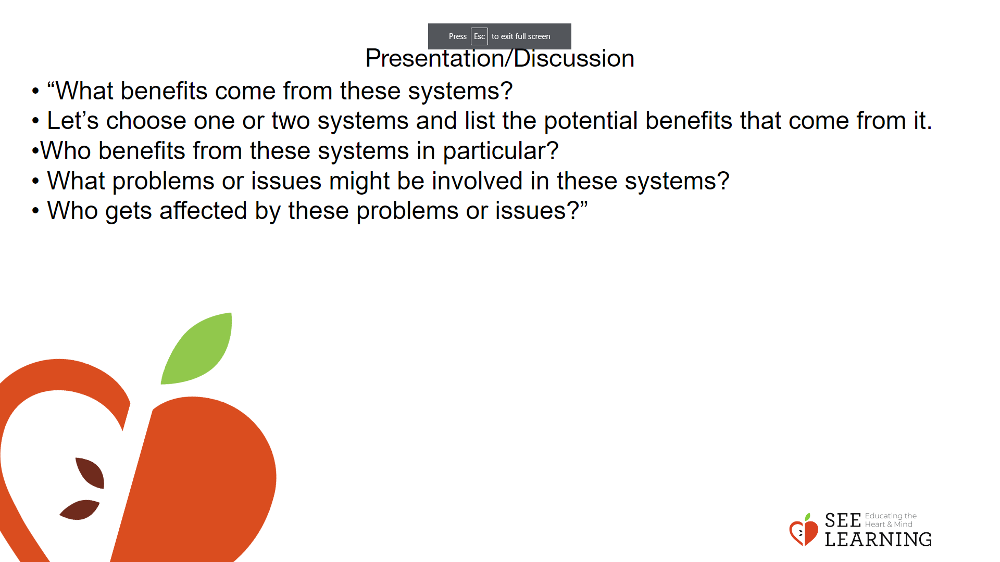 Press Esc to exit full screen
Presentation/Discussion
• “What benefits come from these systems?
• Let’s choose one or two systems and list the potential benefits that come from it.
•Who benefits from these systems in particular?
• What problems or issues might be involved in these systems?
• Who gets affected by these problems or issues?”
SEE Educating the
Heart & Mind
LEARNING